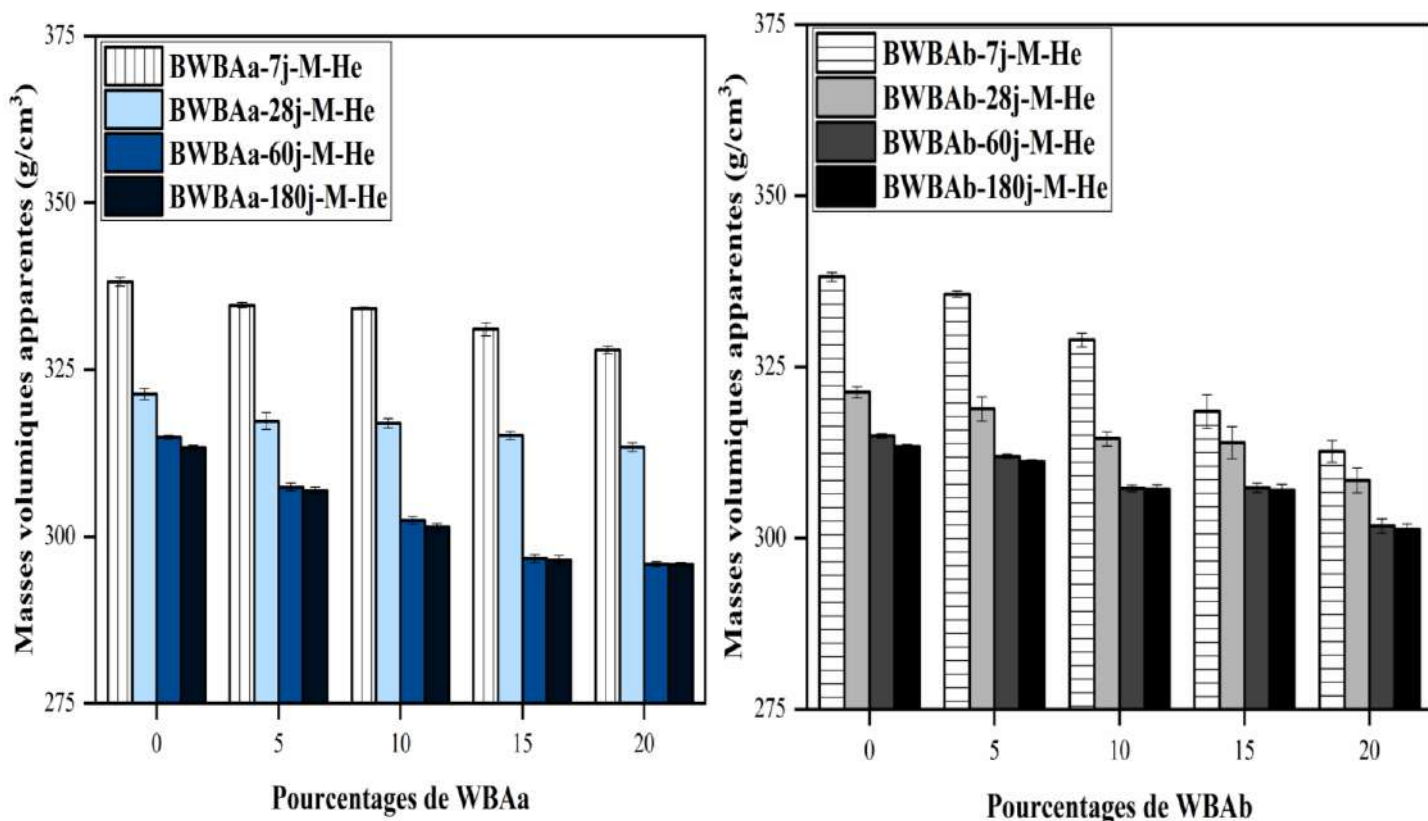 Masses volumiques apparentes (g/cm³)
375
350
325
300
275
BWBAa-7j-M-He
BWBAa-28j-M-He
BWBAa-60j-M-He
BWBAa-180j-M-He
0 5 10 15 20
Pourcentages de WBAa
Masses volumiques apparentes (g/cm³)
375
350
325
300
275
BWBAb-7j-M-He
BWBAb-28j-M-He
BWBAb-60j-M-He
BWBAb-180j-M-He
0 5 10 15 20
Pourcentages de WBAb